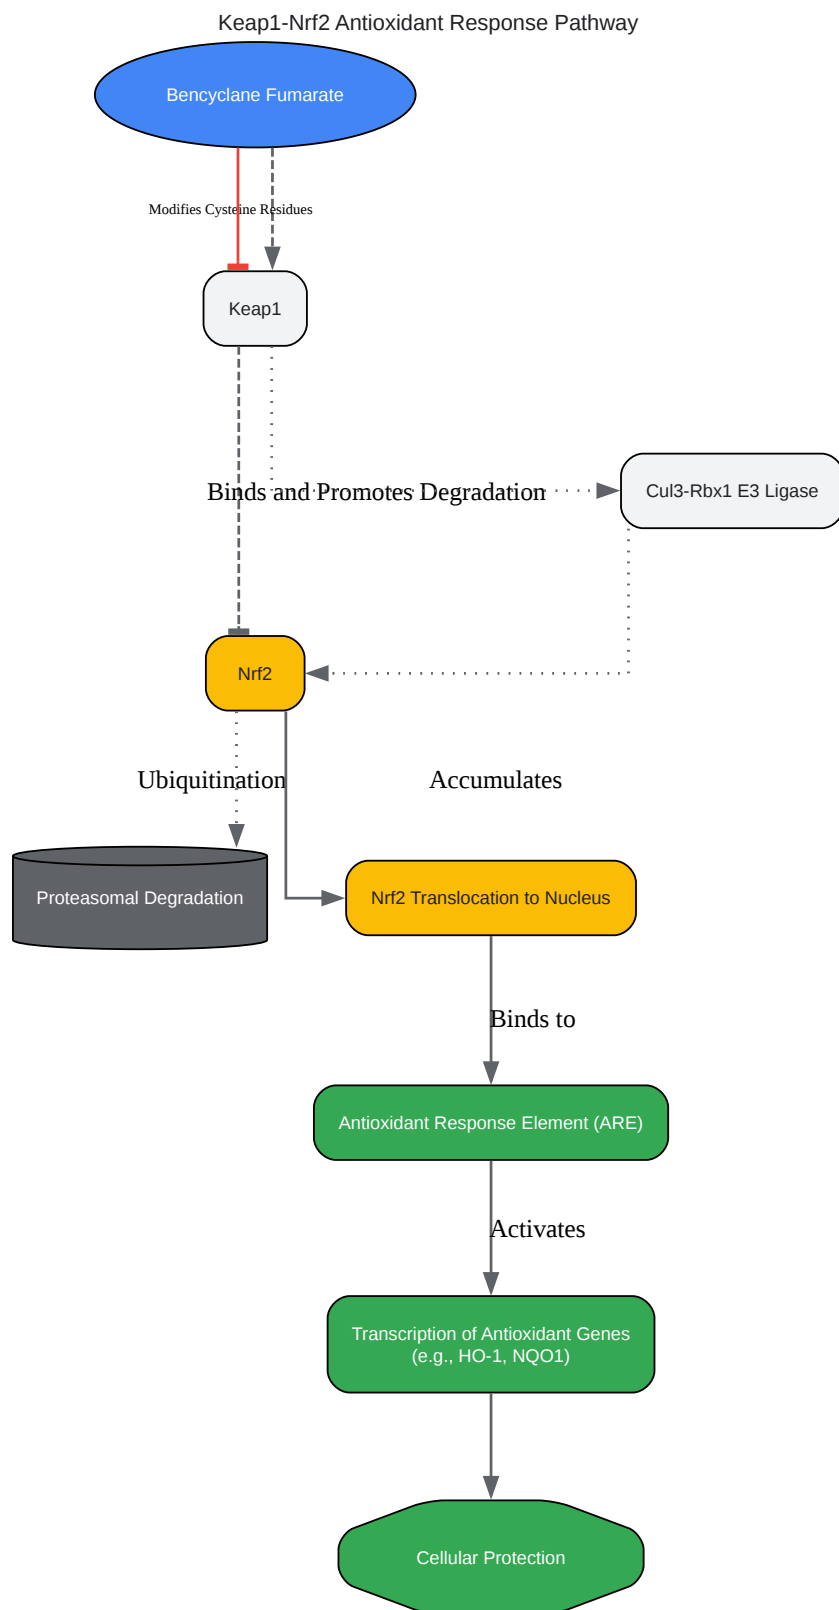 Keap1-Nrf2 Antioxidant Response Pathway
Bencyclane Fumarate
Modifies Cysteine Residues
Keap1
Binds and Promotes Degradation
Cul3-Rbx1 E3 Ligase
Nrf2
Ubiquitination
Accumulates
Proteasomal Degradation
Nrf2 Translocation to Nucleus
Binds to
Antioxidant Response Element (ARE)
Activates
Transcription of Antioxidant Genes
(e.g., HO-1, NQO1)
Cellular Protection